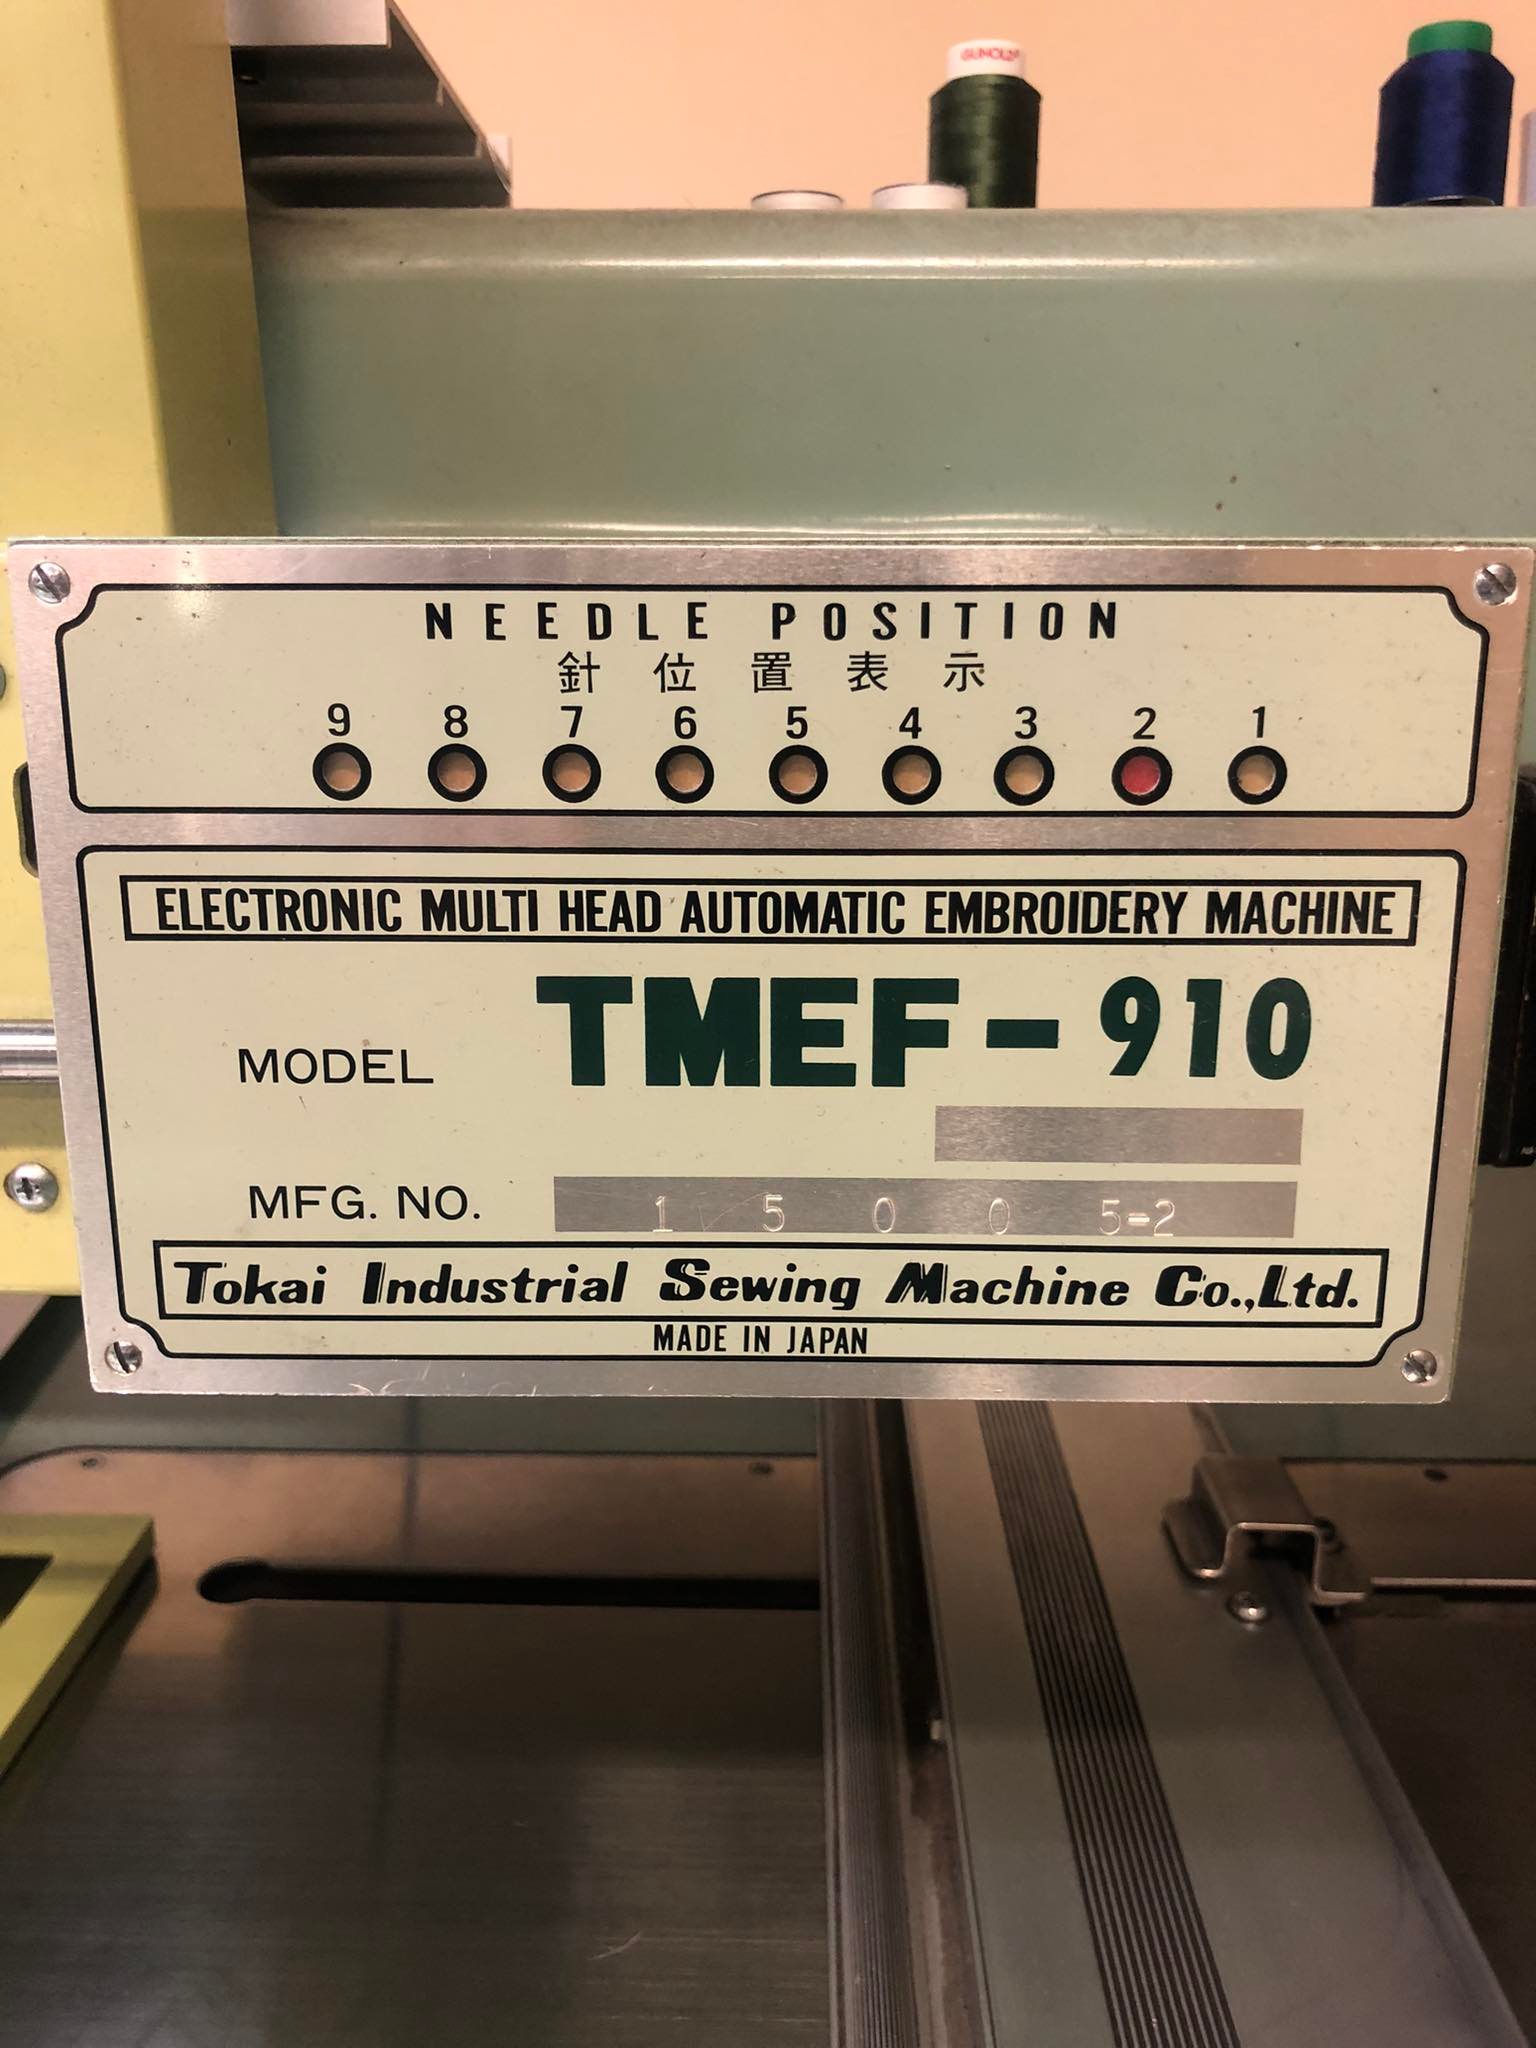 GUNOLD
NEEDLE POSITION
針位置表示
9 8 7 6 5 4 3 2 1
ELECTRONIC MULTI HEAD AUTOMATIC EMBROIDERY MACHINE
MODEL TMEF-910
MFG. NO. 15005-2
Tokai Industrial Sewing Machine Co.,Ltd.
MADE IN JAPAN